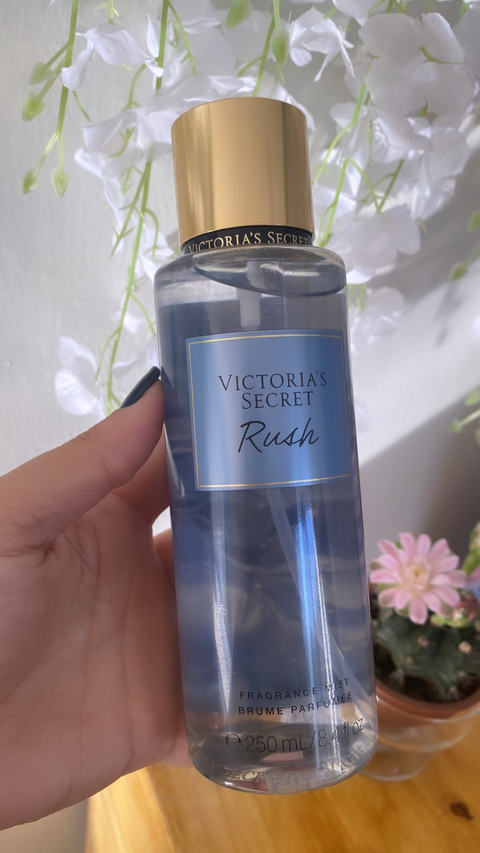 VICTORIA'S SECRET
VICTORIA'S
SECRET
Rush
FRAGRANCE MIST
BRUME PARFUMÉE
250 mL/8.4 fl oz